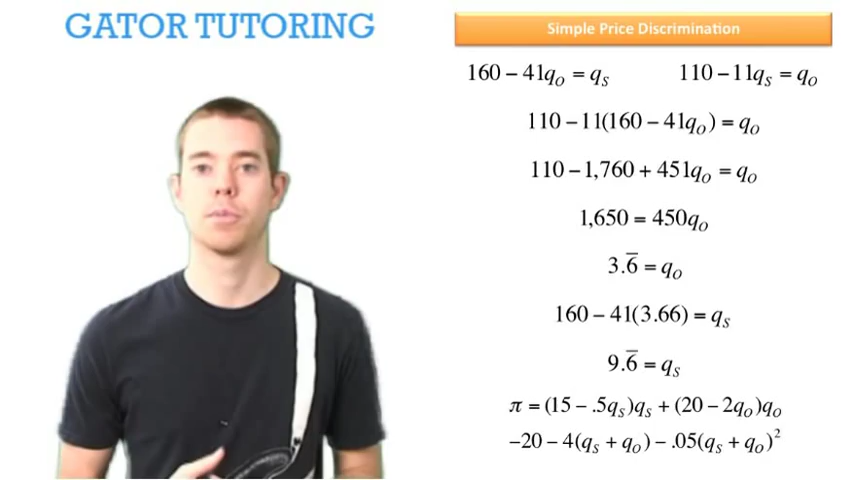 GATOR TUTORING
Simple Price Discrimination
160 − 41q_O = q_S    110 − 11q_S = q_O
110 − 11(160 − 41q_O) = q_O
110 − 1,760 + 451q_O = q_O
1,650 = 450q_O
3.6̅ = q_O
160 − 41(3.66) = q_S
9.6̅ = q_S
π = (15 − .5q_S)q_S + (20 − 2q_O)q_O
−20 − 4(q_S + q_O) − .05(q_S + q_O)²